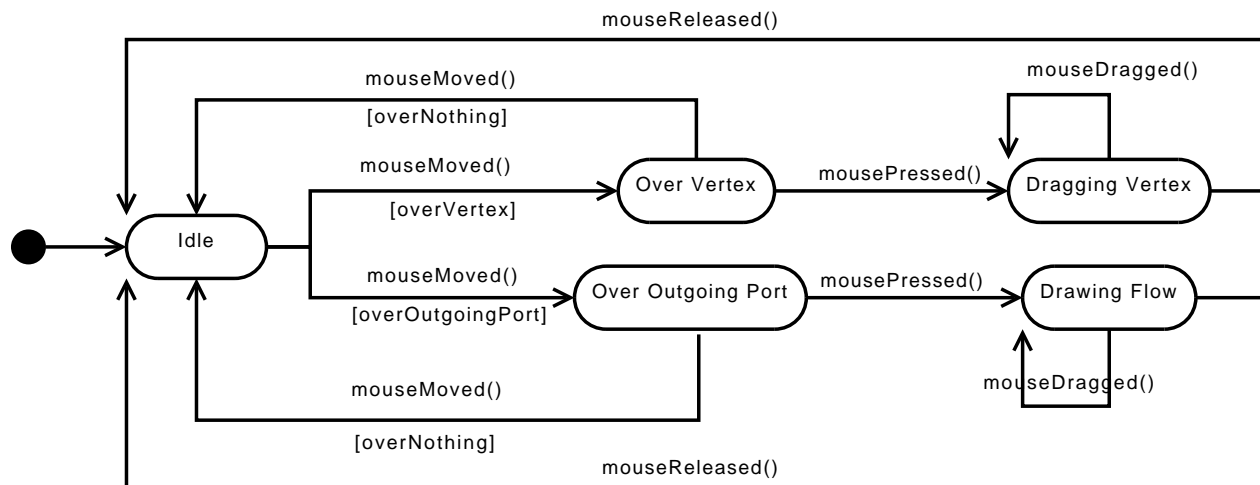 mouseReleased()
mouseDragged()
mouseMoved()
[overNothing]
mouseMoved()
[overVertex]
Over Vertex
mousePressed()
Dragging Vertex
Idle
mouseMoved()
[overOutgoingPort]
Over Outgoing Port
mousePressed()
Drawing Flow
mouseDragged()
mouseMoved()
[overNothing]
mouseReleased()